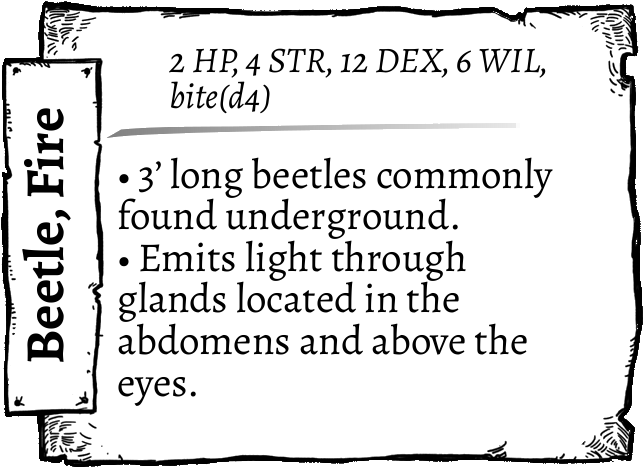 Beetle, Fire
2 HP, 4 STR, 12 DEX, 6 WIL,
bite(d4)
• 3’ long beetles commonly
found underground.
• Emits light through
glands located in the
abdomens and above the
eyes.